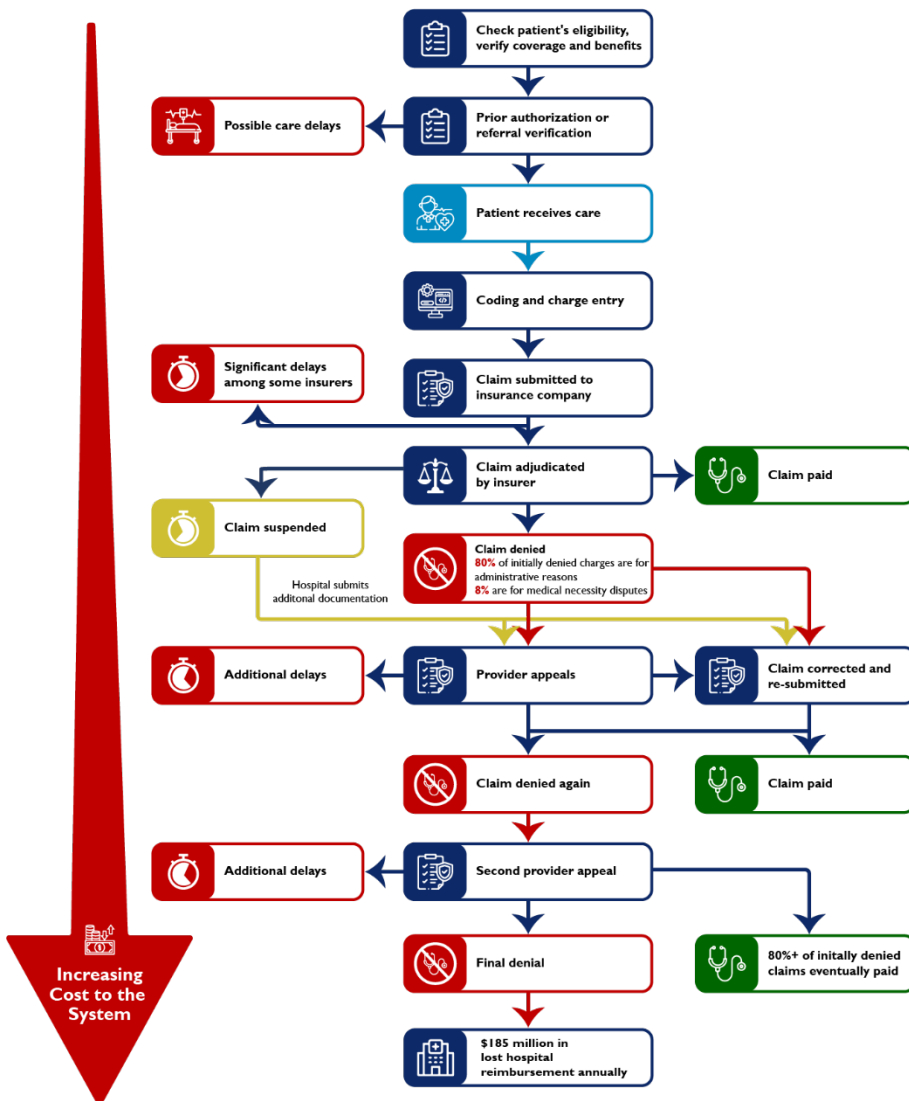 Check patient's eligibility,
verify coverage and benefits
Possible care delays
Prior authorization or
referral verification
Patient receives care
Coding and charge entry
Significant delays
among some insurers
Claim submitted to
insurance company
Claim adjudicated
by insurer
Claim paid
Claim suspended
Claim denied
80% of initially denied charges are for
administrative reasons
8% are for medical necessity disputes
Hospital submits
additonal documentation
Additional delays
Provider appeals
Claim corrected and
re-submitted
Claim denied again
Claim paid
Additional delays
Second provider appeal
Final denial
80%+ of initally denied
claims eventually paid
Increasing
Cost to the
System
$185 million in
lost hospital
reimbursement annually